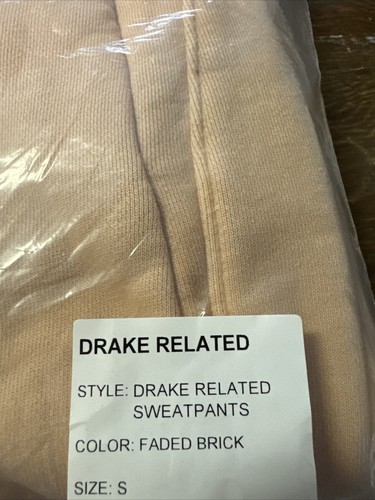 DRAKE RELATED
STYLE: DRAKE RELATED
SWEATPANTS
COLOR: FADED BRICK
SIZE: S